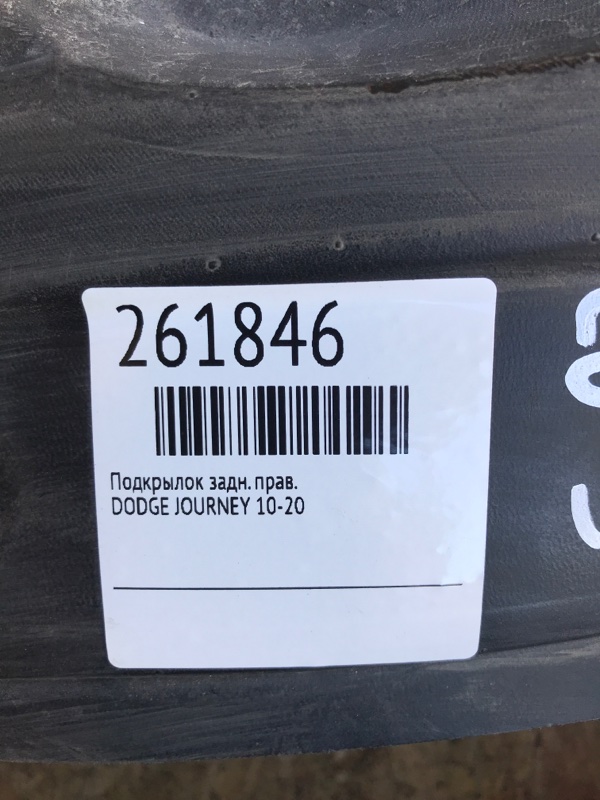 261846
Подкрылок задн. прав.
DODGE JOURNEY 10-20